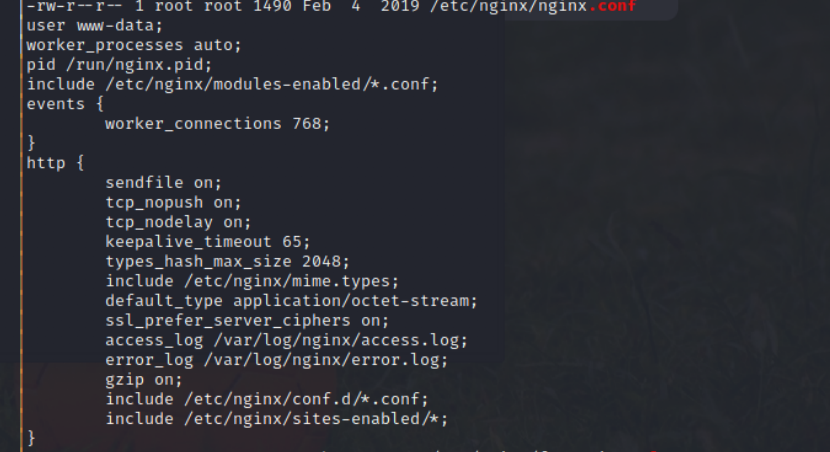 -rw-r--r-- 1 root root 1490 Feb  4  2019 /etc/nginx/nginx.conf
user www-data;
worker_processes auto;
pid /run/nginx.pid;
include /etc/nginx/modules-enabled/*.conf;
events {
        worker_connections 768;
}
http {
        sendfile on;
        tcp_nopush on;
        tcp_nodelay on;
        keepalive_timeout 65;
        types_hash_max_size 2048;
        include /etc/nginx/mime.types;
        default_type application/octet-stream;
        ssl_prefer_server_ciphers on;
        access_log /var/log/nginx/access.log;
        error_log /var/log/nginx/error.log;
        gzip on;
        include /etc/nginx/conf.d/*.conf;
        include /etc/nginx/sites-enabled/*;
}